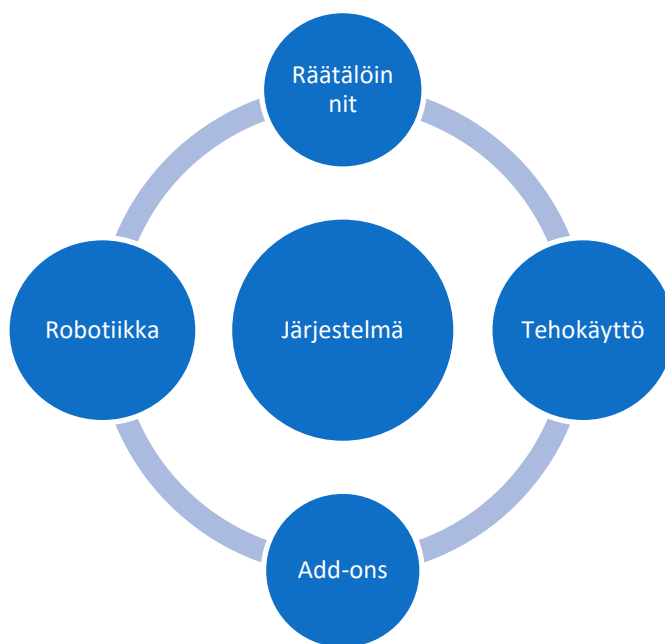 Räätälöin
nit
Robotiikka
Järjestelmä
Tehokäyttö
Add-ons